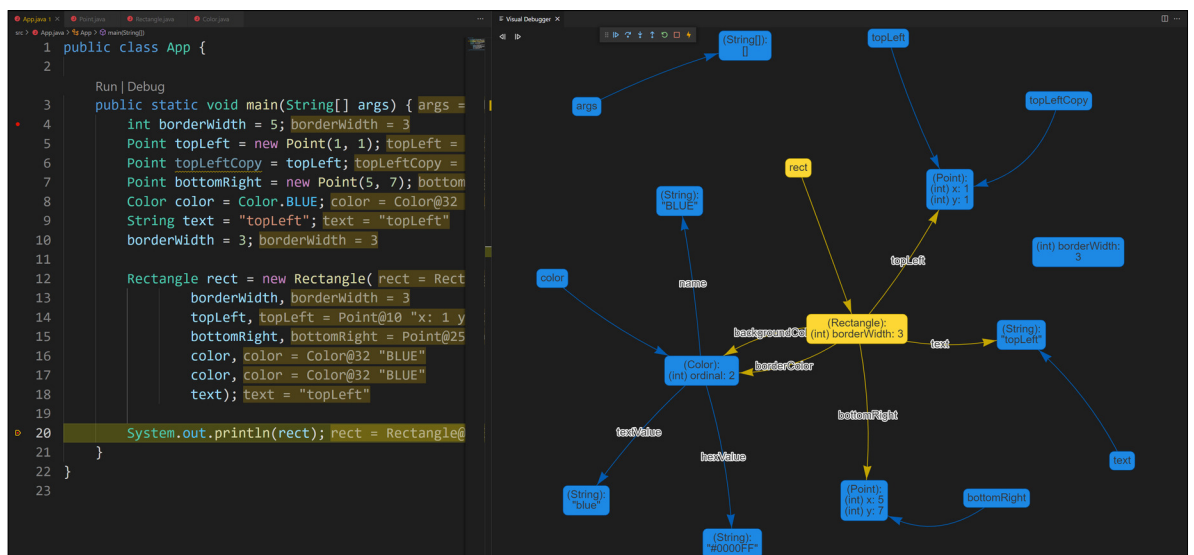 App.java 1 Point.java Rectangle.java Color.java
src > App.java > App > main(String[])
1 public class App {
2
Run | Debug
3 public static void main(String[] args) { args =
4 int borderWidth = 5; borderWidth = 3
5 Point topLeft = new Point(1, 1); topLeft =
6 Point topLeftCopy = topLeft; topLeftCopy =
7 Point bottomRight = new Point(5, 7); bottom
8 Color color = Color.BLUE; color = Color@32
9 String text = "topLeft"; text = "topLeft"
10 borderWidth = 3; borderWidth = 3
11
12 Rectangle rect = new Rectangle( rect = Rect
13 borderWidth, borderWidth = 3
14 topLeft, topLeft = Point@10 "x: 1 y
15 bottomRight, bottomRight = Point@25
16 color, color = Color@32 "BLUE"
17 color, color = Color@32 "BLUE"
18 text); text = "topLeft"
19
20 System.out.println(rect); rect = Rectangle@
21 }
22 }
23
Visual Debugger
(String[]):
[]
topLeft
args
topLeftCopy
rect
(Point):
(int) x: 1
(int) y: 1
(String):
"BLUE"
(int) borderWidth:
3
topLeft
color
name
(Rectangle):
(int) borderWidth: 3
backgroundCol
(String):
"topLeft"
text
borderColor
(Color):
(int) ordinal: 2
bottomRight
textValue
hexValue
text
(String):
"blue"
(Point):
(int) x: 5
(int) y: 7
bottomRight
(String):
"#0000FF"